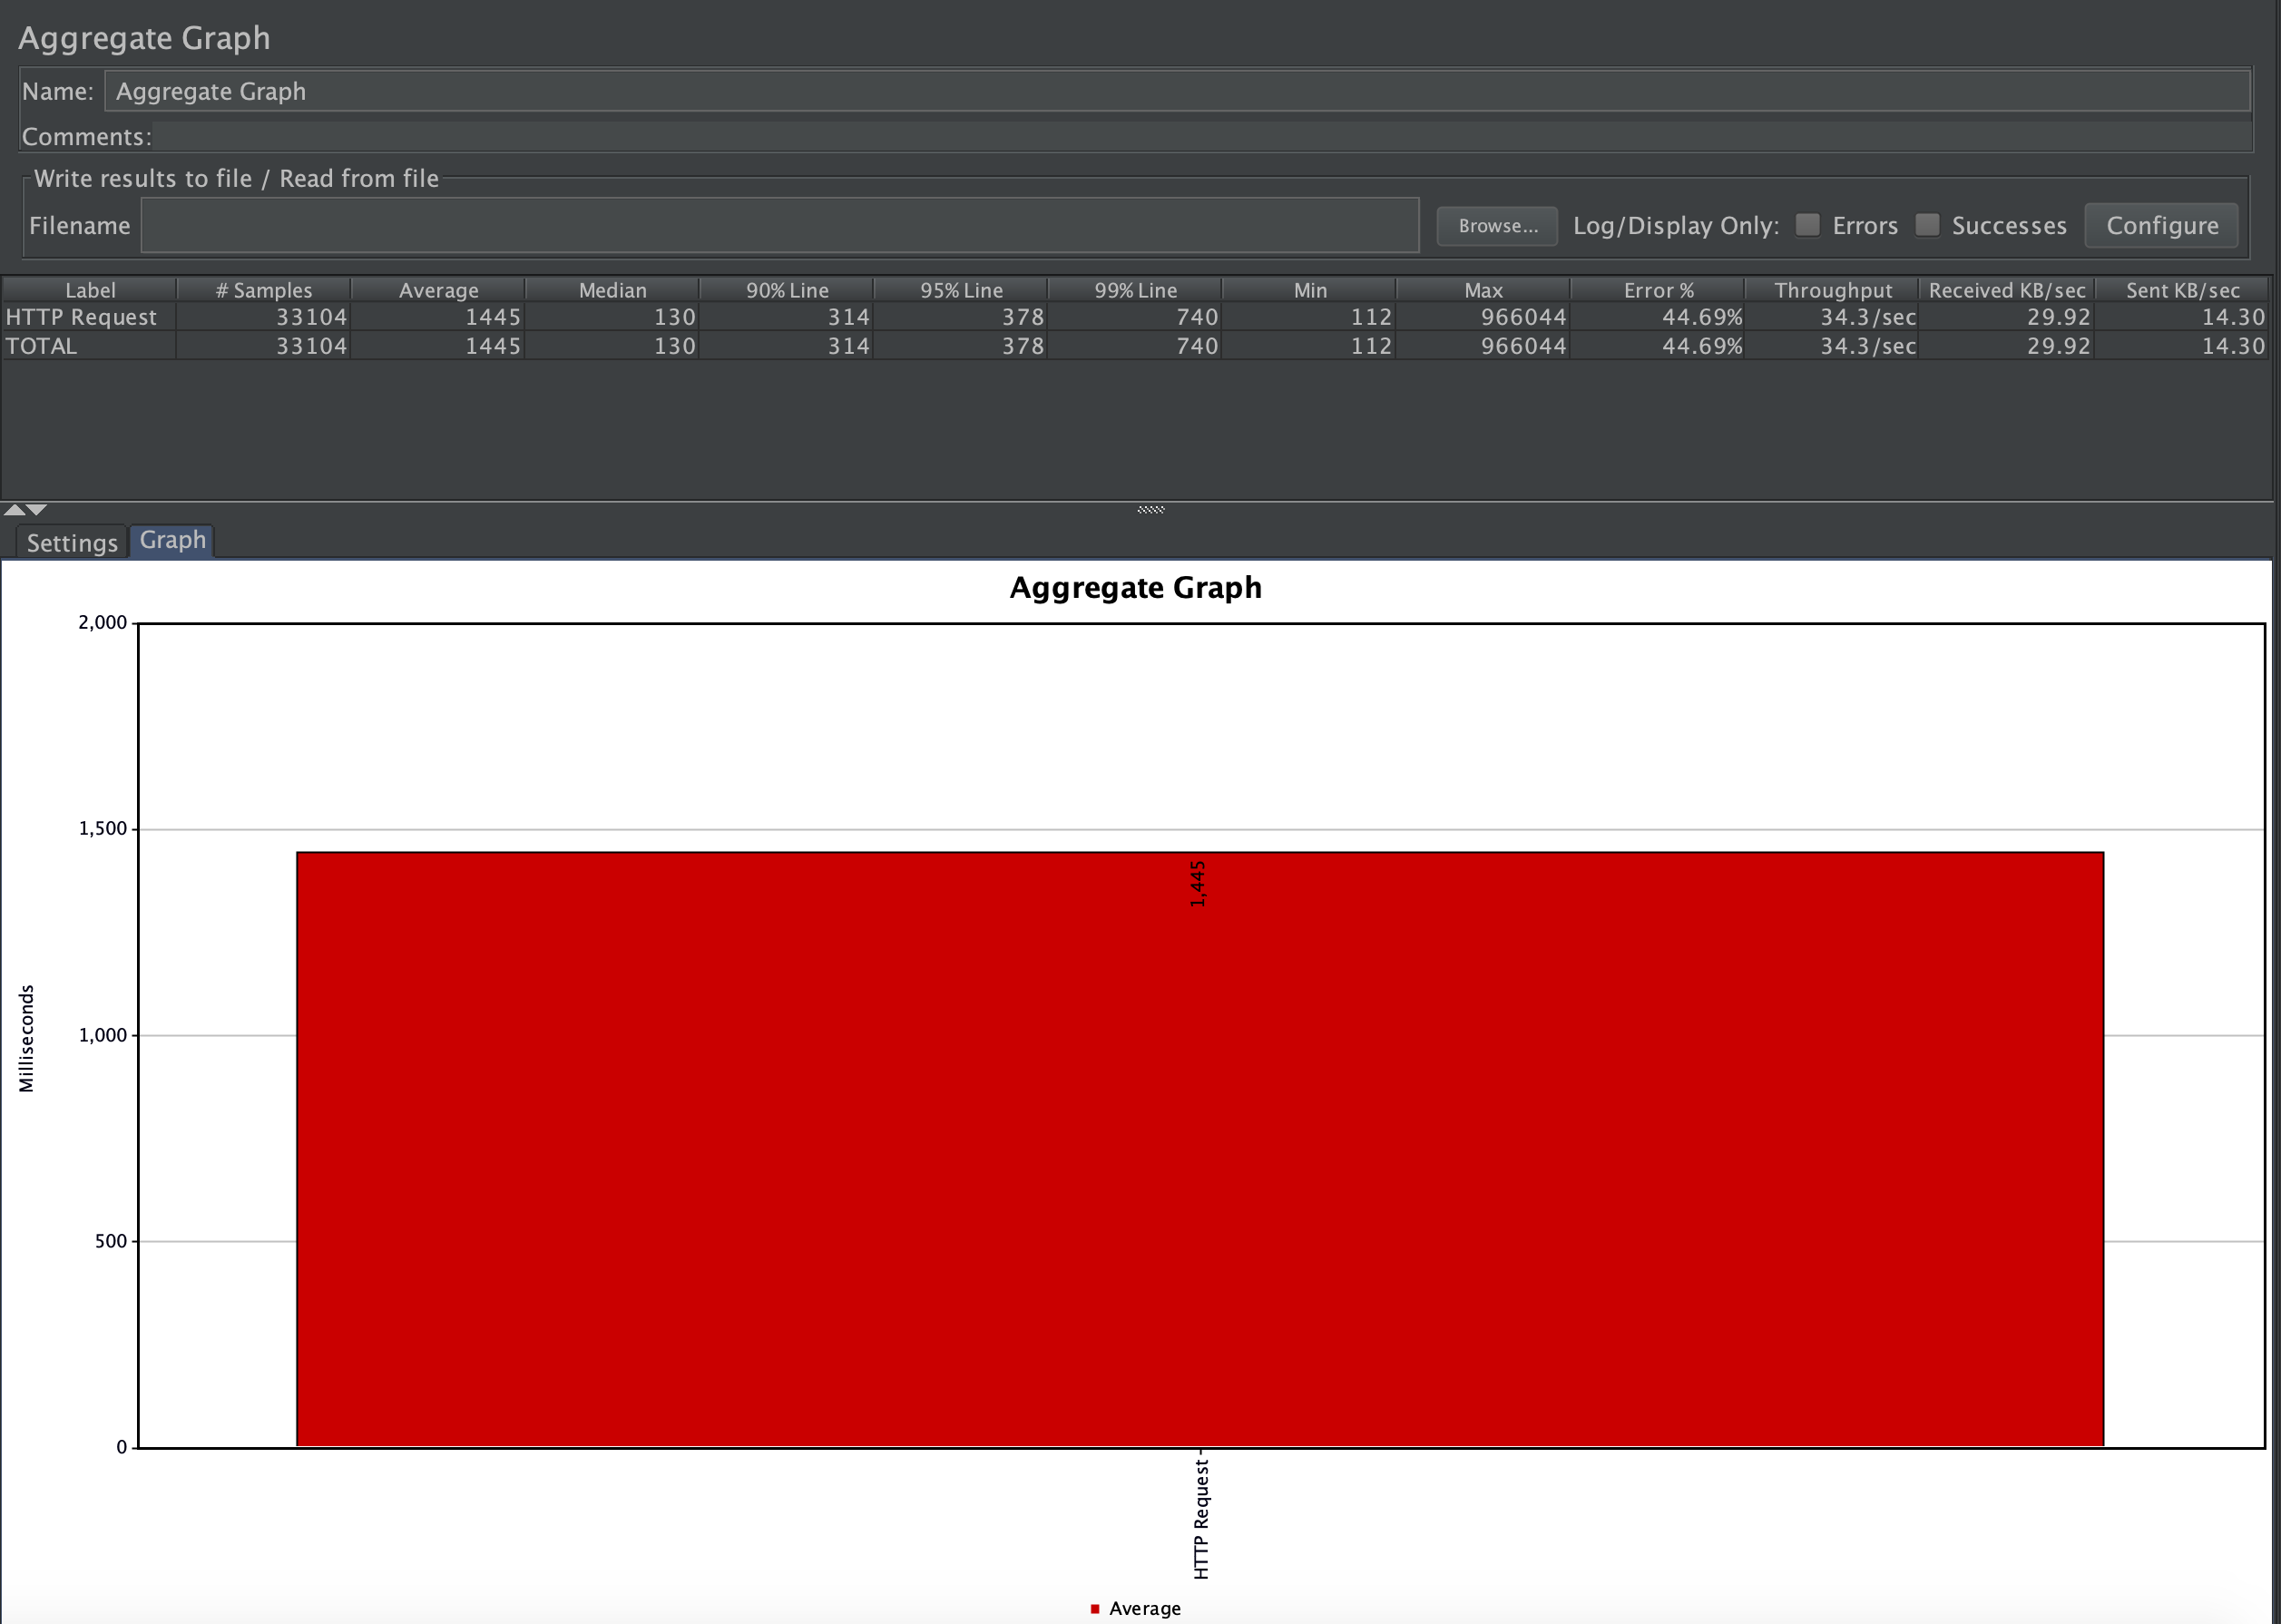 Aggregate Graph
Name: Aggregate Graph
Comments:
Write results to file / Read from file
Filename Browse... Log/Display Only: Errors Successes Configure
Label # Samples Average Median 90% Line 95% Line 99% Line Min Max Error % Throughput Received KB/sec Sent KB/sec
HTTP Request 33104 1445 130 314 378 740 112 966044 44.69% 34.3/sec 29.92 14.30
TOTAL 33104 1445 130 314 378 740 112 966044 44.69% 34.3/sec 29.92 14.30
Settings Graph
Aggregate Graph
2,000
1,500
1,445
1,000
Milliseconds
500
0
HTTP Request
Average